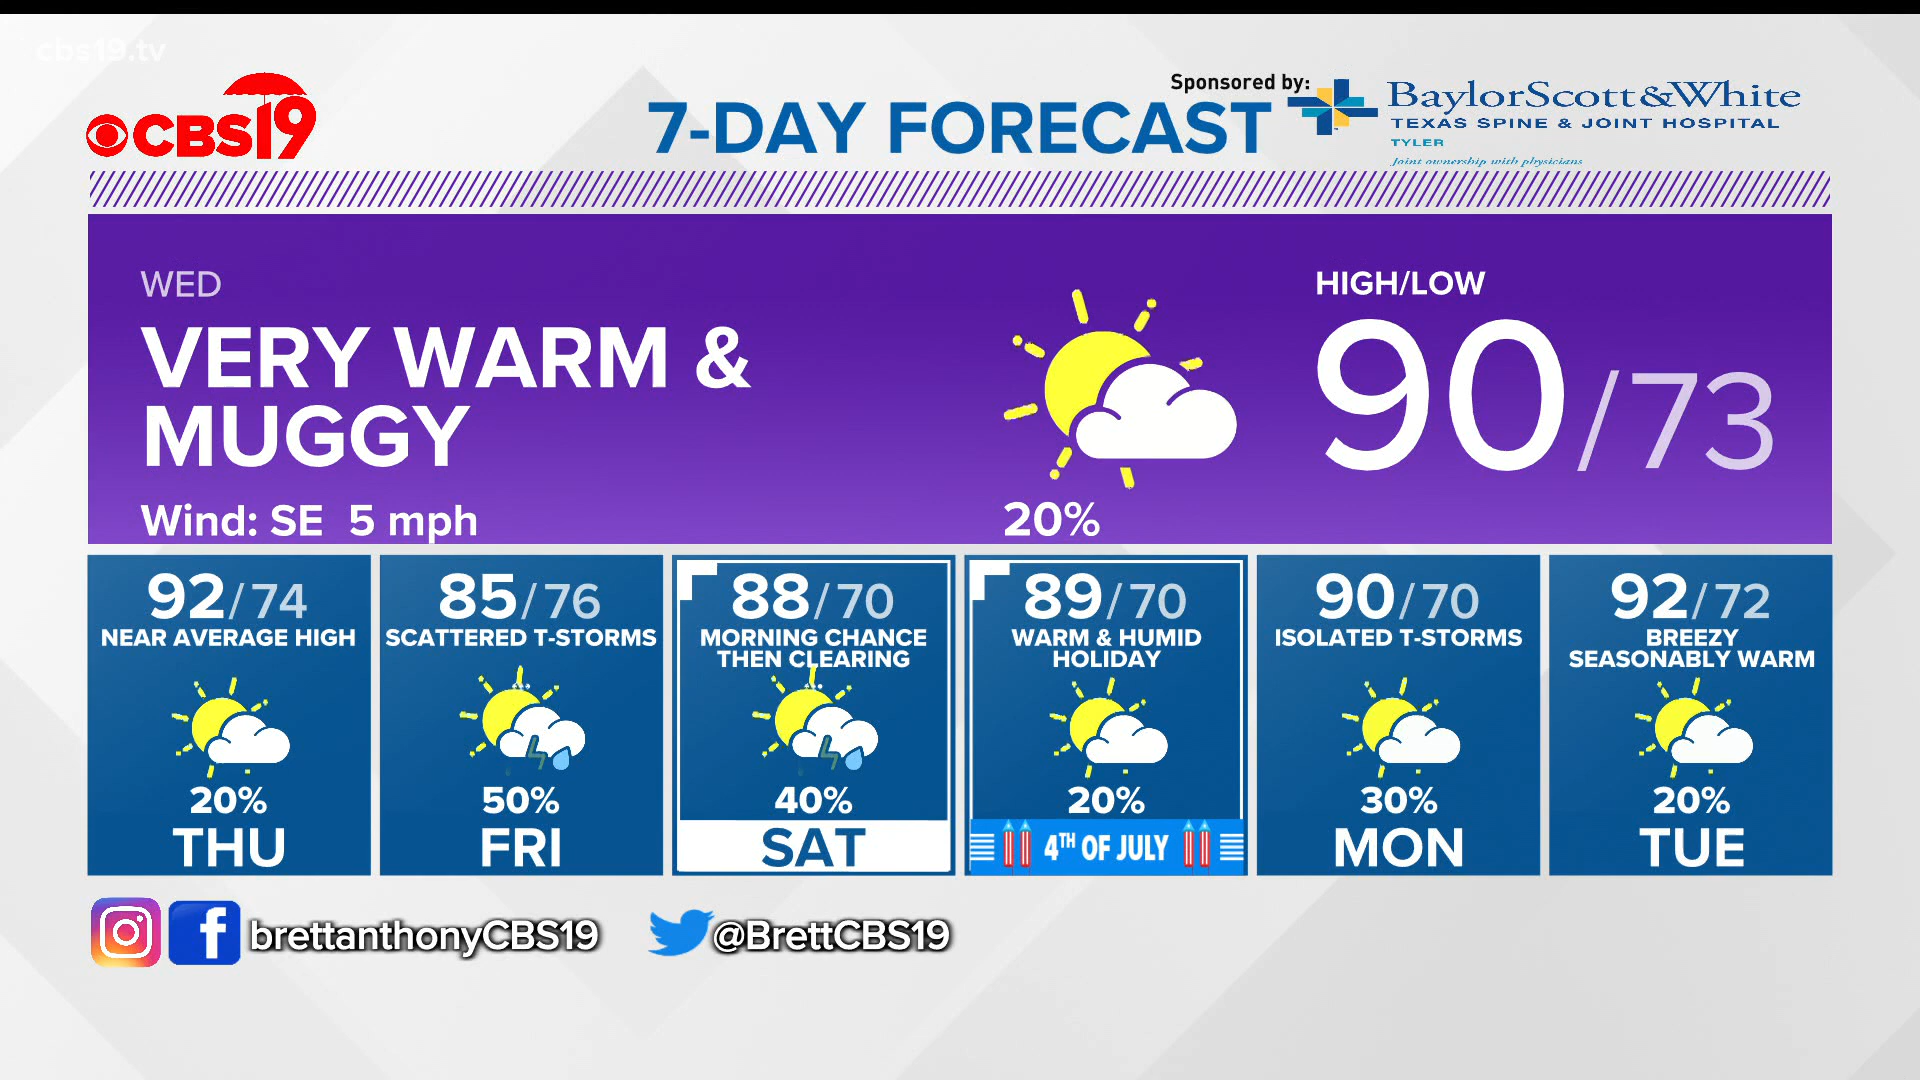 cbs19.tv
CBS19
7-DAY FORECAST
Sponsored by:
BaylorScott&White
TEXAS SPINE & JOINT HOSPITAL
TYLER
Joint ownership with physicians
WED
VERY WARM &
MUGGY
Wind: SE 5 mph
20%
HIGH/LOW
90/73
92/74
NEAR AVERAGE HIGH
20%
THU
85/76
SCATTERED T-STORMS
50%
FRI
88/70
MORNING CHANCE
THEN CLEARING
40%
SAT
89/70
WARM & HUMID
HOLIDAY
20%
4TH OF JULY
90/70
ISOLATED T-STORMS
30%
MON
92/72
BREEZY
SEASONABLY WARM
20%
TUE
brettanthonyCBS19
@BrettCBS19